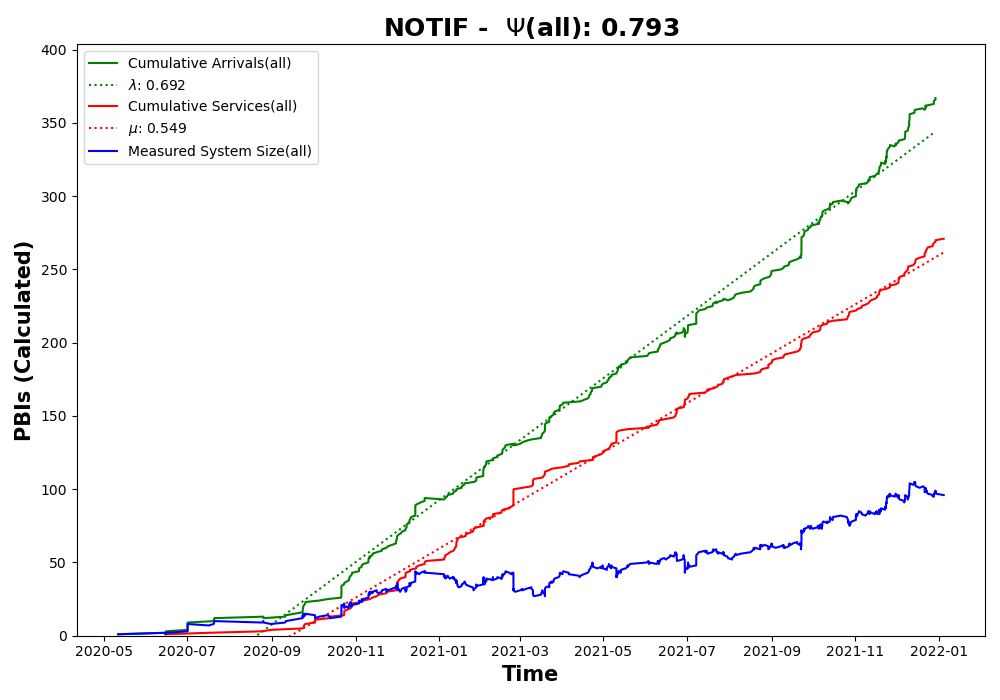 NOTIF - Ψ(all): 0.793
Cumulative Arrivals(all)
λ: 0.692
Cumulative Services(all)
μ: 0.549
Measured System Size(all)
PBIs (Calculated)
400
350
300
250
200
150
100
50
0
2020-05 2020-07 2020-09 2020-11 2021-01 2021-03 2021-05 2021-07 2021-09 2021-11 2022-01
Time